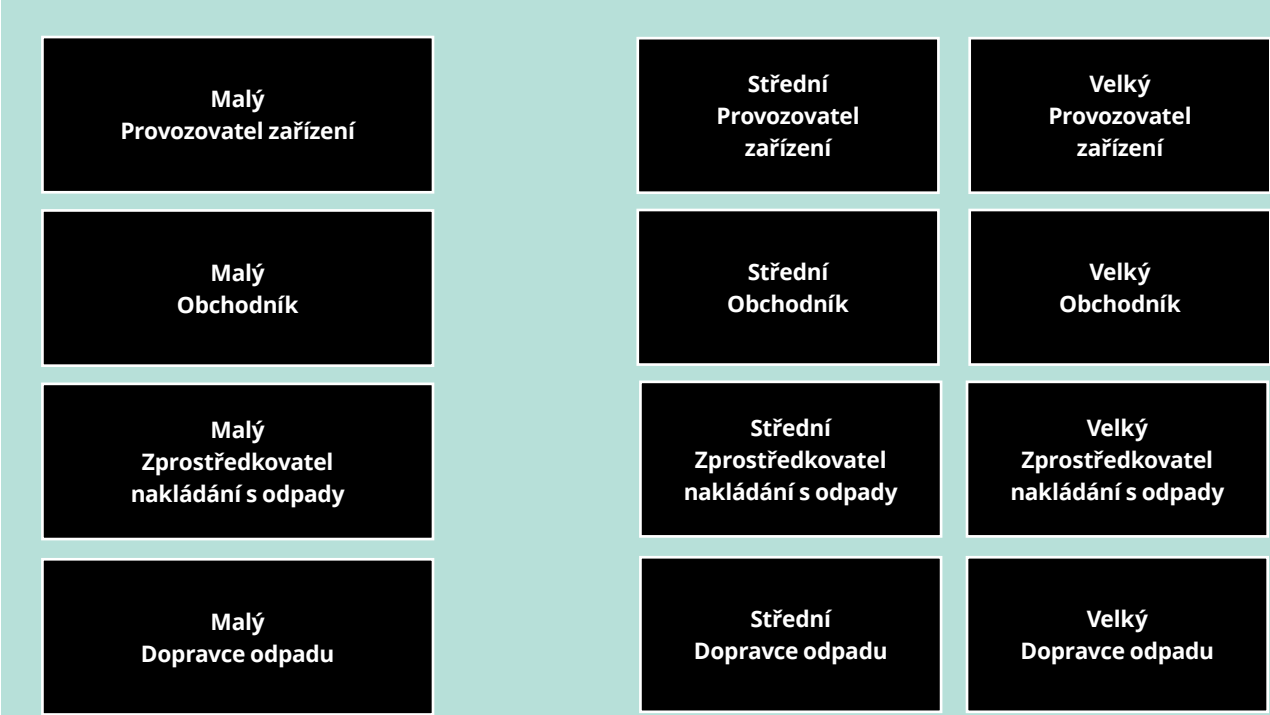 Malý
Provozovatel zařízení
Střední
Provozovatel
zařízení
Velký
Provozovatel
zařízení
Malý
Obchodník
Střední
Obchodník
Velký
Obchodník
Malý
Zprostředkovatel
nakládání s odpady
Střední
Zprostředkovatel
nakládání s odpady
Velký
Zprostředkovatel
nakládání s odpady
Malý
Dopravce odpadu
Střední
Dopravce odpadu
Velký
Dopravce odpadu